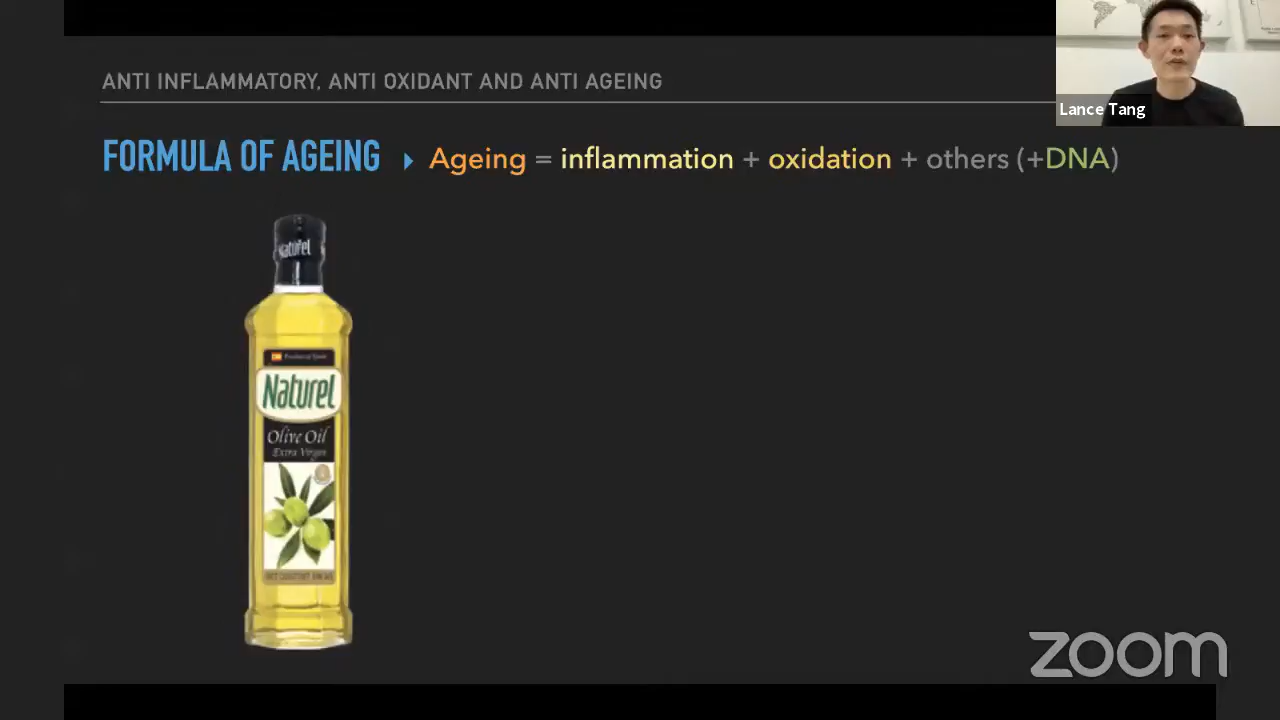 ANTI INFLAMMATORY, ANTI OXIDANT AND ANTI AGEING
Lance Tang
FORMULA OF AGEING
Ageing = inflammation + oxidation + others (+DNA)
Naturel
Naturel
Olive Oil
Extra Virgin
zoom